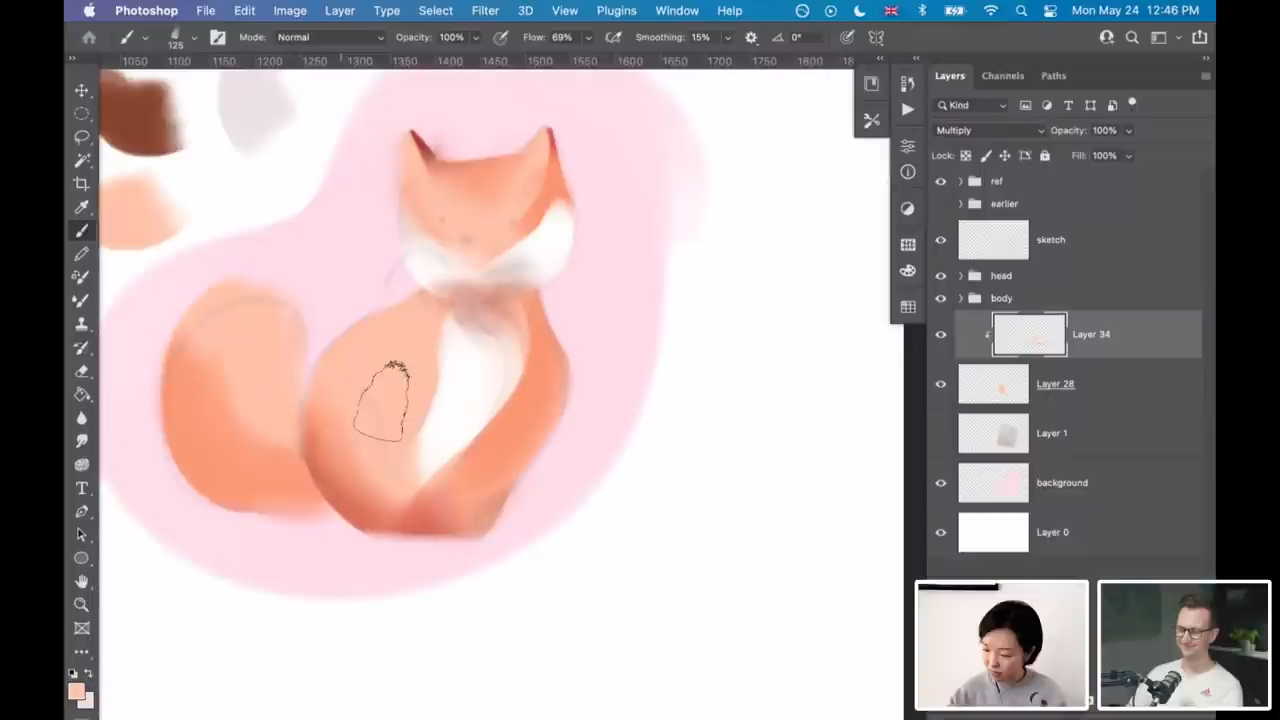 Photoshop File Edit Image Layer Type Select Filter 3D View Plugins Window Help Mon May 24 12:46 PM
125 Mode: Normal Opacity: 100% Flow: 69% Smoothing: 15% 0°
1050 1100 1150 1200 1250 1300 1350 1400 1450 1500 1550 1600 1650 1700 1750 1800 18
Layers Channels Paths
Kind
Multiply Opacity: 100%
Lock: Fill: 100%
ref
earlier
sketch
head
body
Layer 34
Layer 28
Layer 1
background
Layer 0